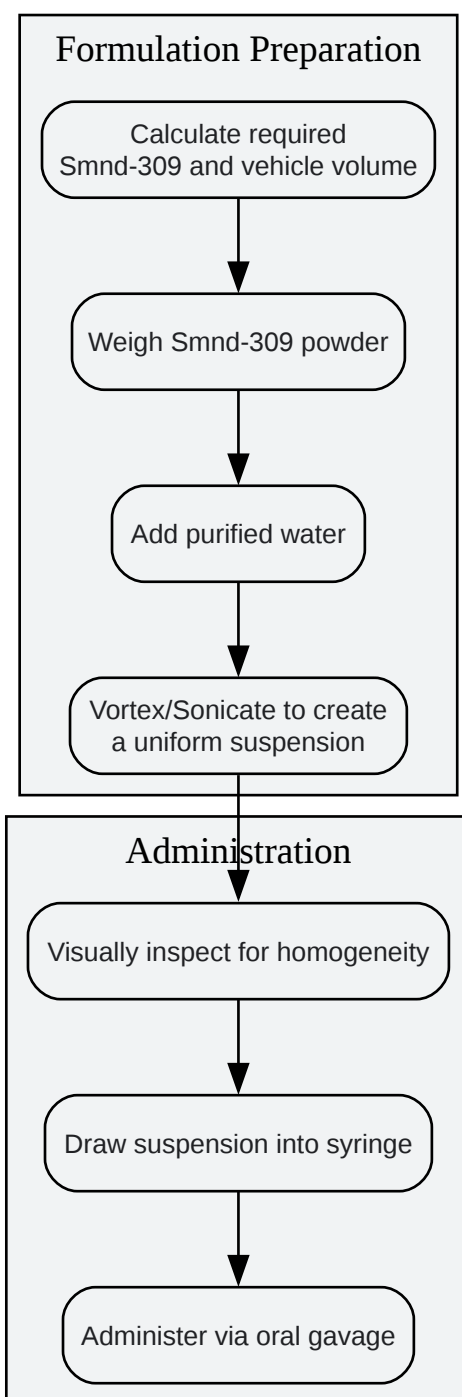 Formulation Preparation
Calculate required
Smnd-309 and vehicle volume
Weigh Smnd-309 powder
Add purified water
Vortex/Sonicate to create
a uniform suspension
Administration
Visually inspect for homogeneity
Draw suspension into syringe
Administer via oral gavage